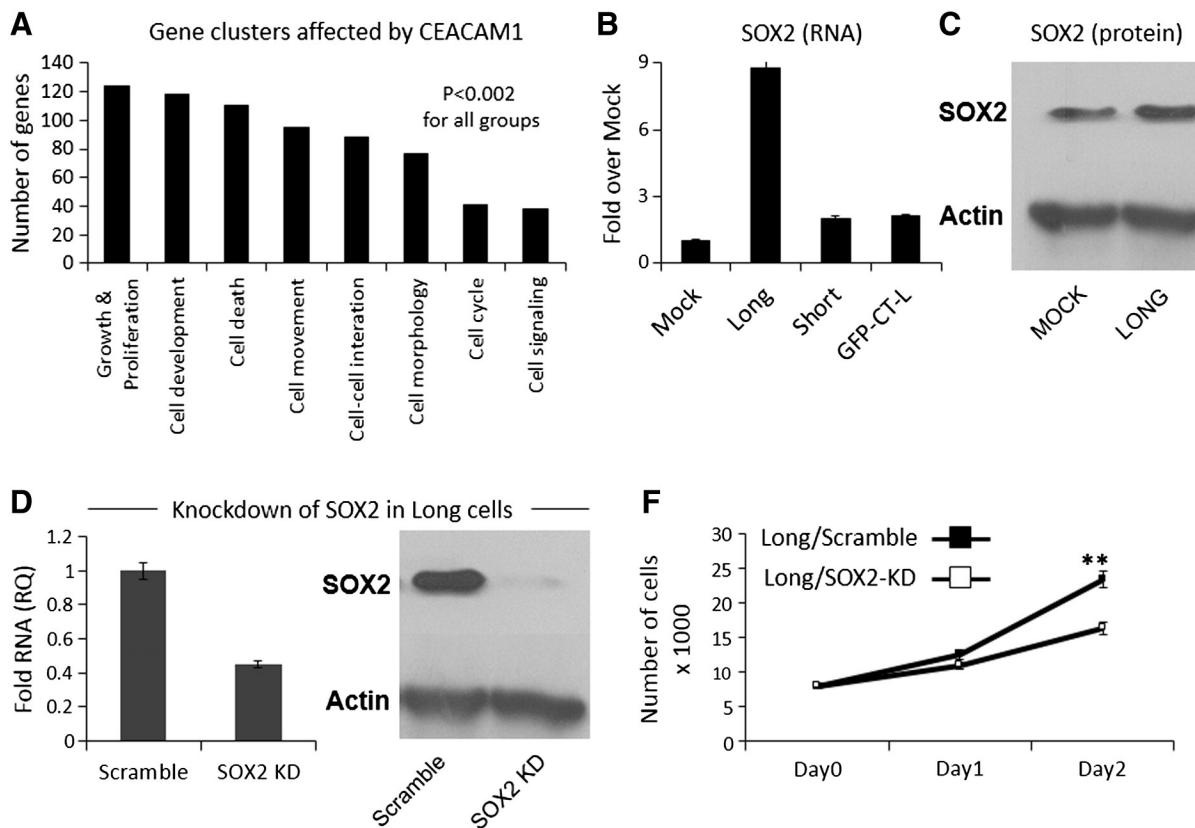 A
Gene clusters affected by CEACAM1
Number of genes
140
120
100
80
60
40
20
0
P<0.002
for all groups
Growth &
Proliferation
Cell development
Cell death
Cell movement
Cell-cell interation
Cell morphology
Cell cycle
Cell signaling
B
SOX2 (RNA)
Fold over Mock
9
6
3
0
Mock
Long
Short
GFP-CT-L
C
SOX2 (protein)
SOX2
Actin
MOCK
LONG
D
Knockdown of SOX2 in Long cells
Fold RNA (RQ)
1.2
1
0.8
0.6
0.4
0.2
0
Scramble
SOX2 KD
SOX2
Actin
Scramble
SOX2 KD
F
Number of cells
x 1000
30
25
20
15
10
5
0
Long/Scramble
Long/SOX2-KD
**
Day0
Day1
Day2